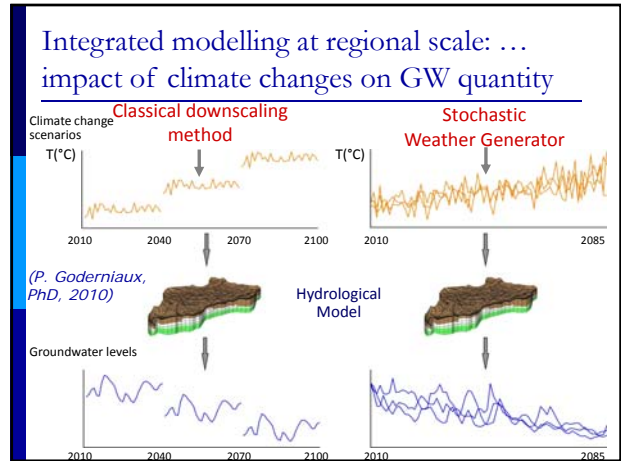 Integrated modelling at regional scale: …
impact of climate changes on GW quantity
Climate change
scenarios
Classical downscaling
method
Stochastic
Weather Generator
T(°C)
T(°C)
2010
2040
2070
2100
2010
2085
(P. Goderniaux,
PhD, 2010)
Hydrological
Model
Groundwater levels
2010
2040
2070
2100
2010
2085